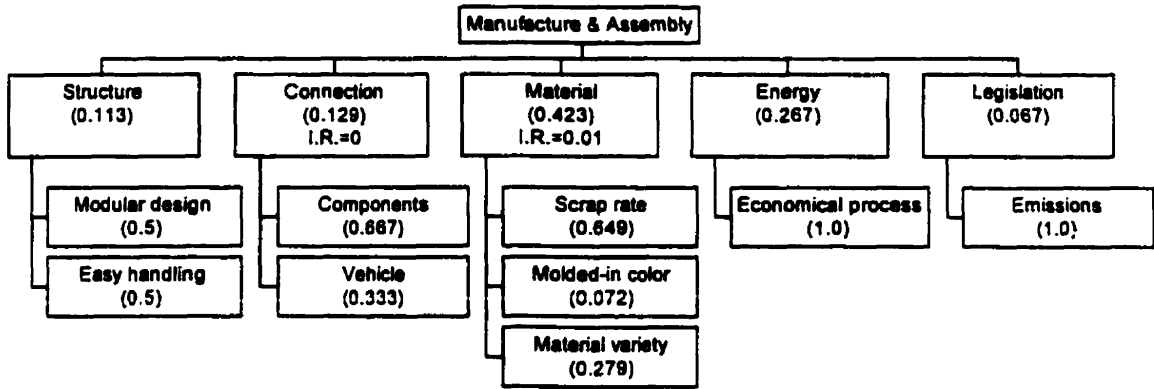 Manufacture & Assembly
Structure
(0.113)
Connection
(0.129)
I.R.=0
Material
(0.423)
I.R.=0.01
Energy
(0.267)
Legislation
(0.067)
Modular design
(0.5)
Easy handling
(0.5)
Components
(0.667)
Vehicle
(0.333)
Scrap rate
(0.649)
Molded-in color
(0.072)
Material variety
(0.279)
Economical process
(1.0)
Emissions
(1.0)